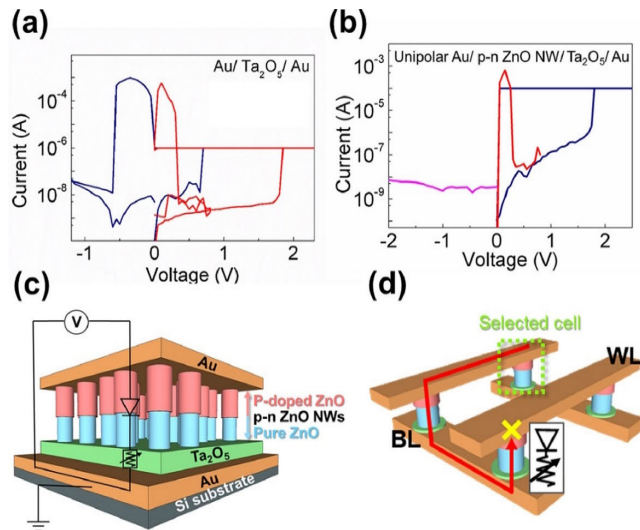 (a)
Au/ Ta₂O₅/ Au
Current (A)
10⁻⁴
10⁻⁶
10⁻⁸
-1 0 1 2
Voltage (V)
(b)
Unipolar Au/ p-n ZnO NW/ Ta₂O₅/ Au
Current (A)
10⁻³
10⁻⁵
10⁻⁷
10⁻⁹
-2 -1 0 1 2
Voltage (V)
(c)
V
Au
P-doped ZnO
p-n ZnO NWs
Pure ZnO
Ta₂O₅
Au
Si substrate
(d)
Selected cell
WL
BL